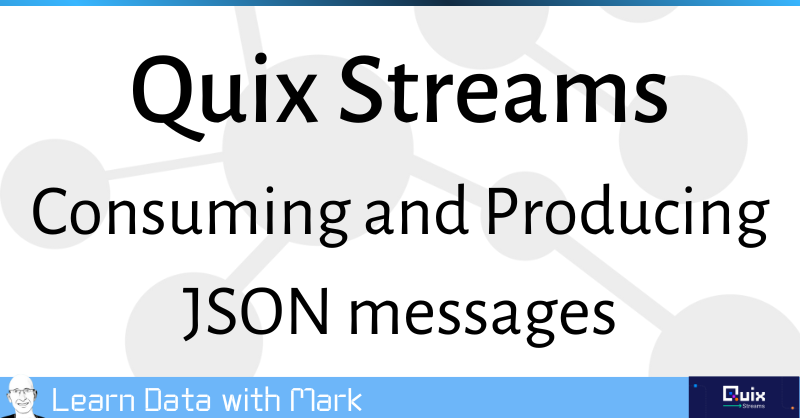 Quix Streams
Consuming and Producing
JSON messages
Learn Data with Mark
Quix
Streams